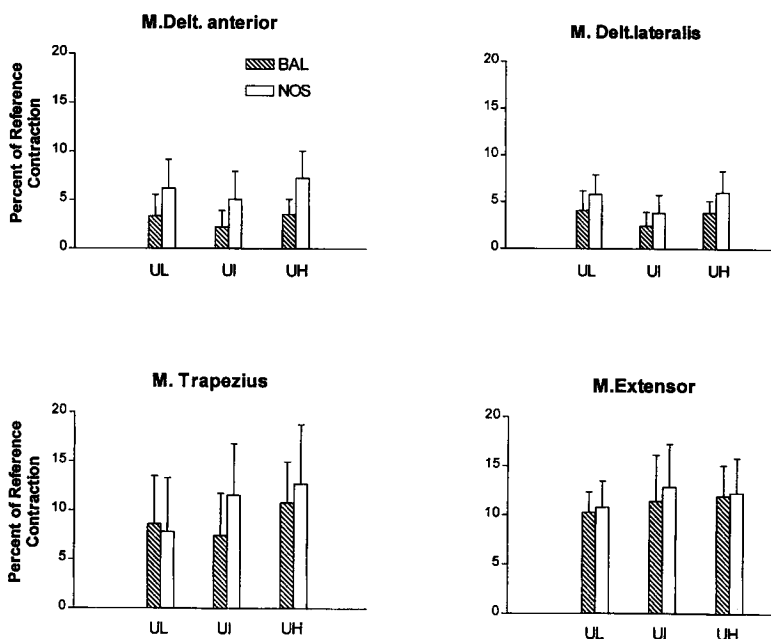 M.Delt. anterior
20
15
10
5
0
Percent of Reference
Contraction
BAL
NOS
UL UI UH
M. Delt.lateralis
20
15
10
5
0
UL UI UH
M. Trapezius
20
15
10
5
0
Percent of Reference
Contraction
UL UI UH
M.Extensor
20
15
10
5
0
UL UI UH